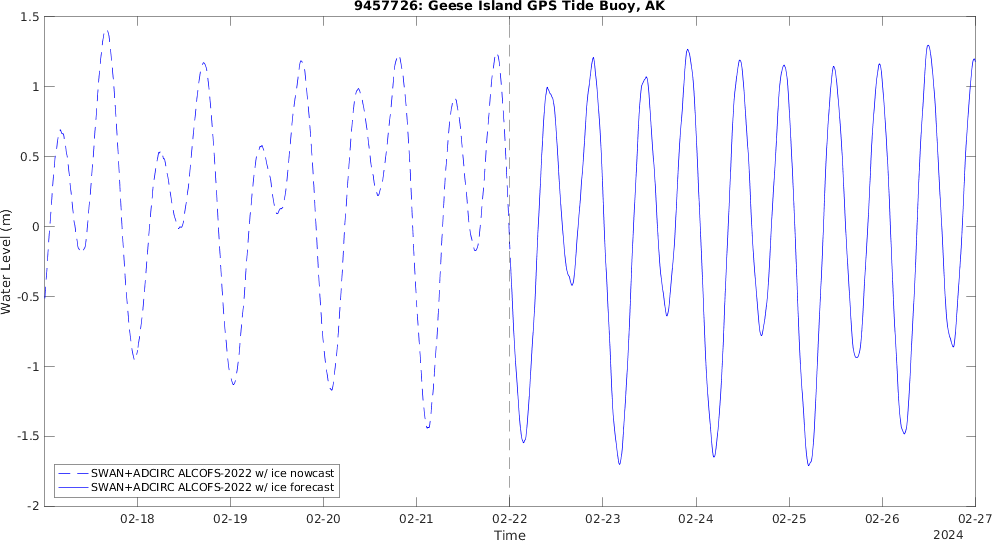 9457726: Geese Island GPS Tide Buoy, AK
Water Level (m)
1.5
1
0.5
0
-0.5
-1
-1.5
-2
SWAN+ADCIRC ALCOFS-2022 w/ ice nowcast
SWAN+ADCIRC ALCOFS-2022 w/ ice forecast
02-18 02-19 02-20 02-21 02-22 02-23 02-24 02-25 02-26 02-27
Time
2024